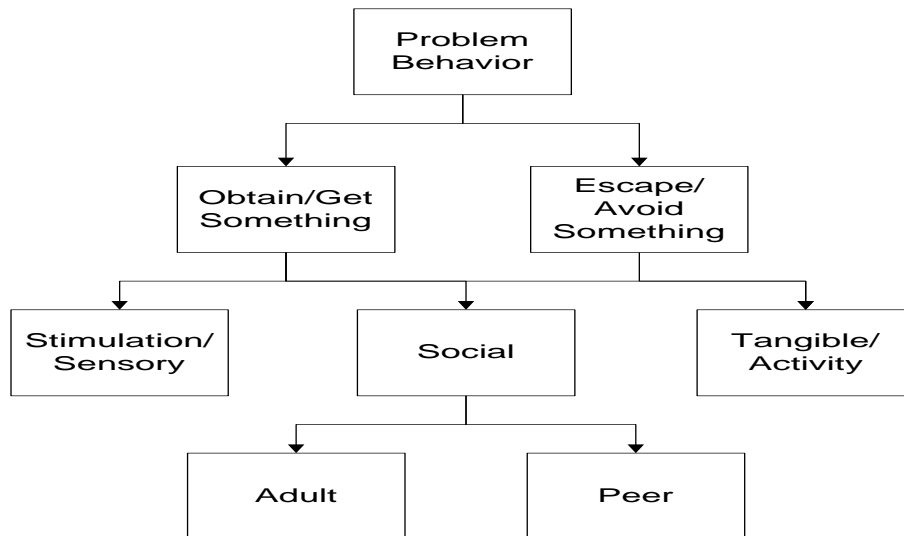 Problem
Behavior
Obtain/Get
Something
Escape/
Avoid
Something
Stimulation/
Sensory
Social
Tangible/
Activity
Adult
Peer